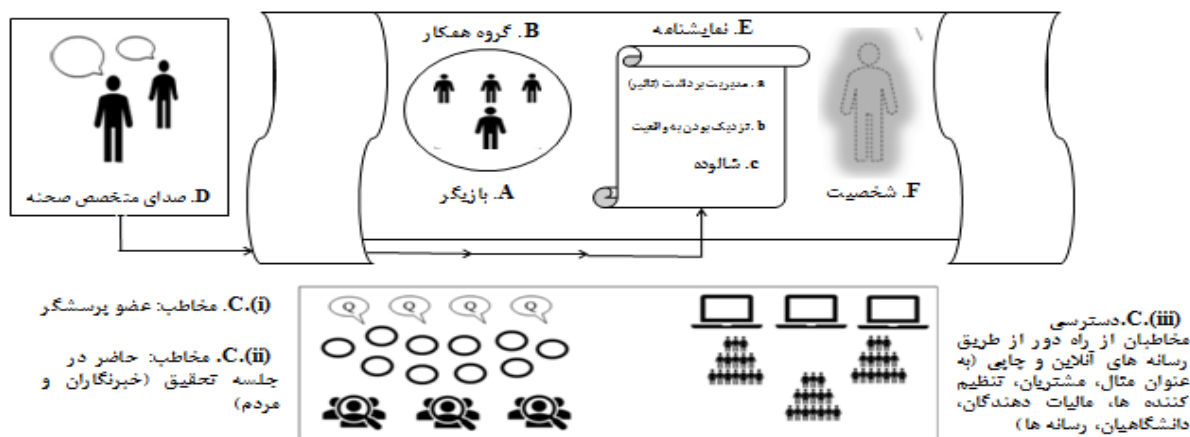 B. گروه همکار
E. نمایشنامه
a. مدیریت برداشت (تاثیر)
b. نزدیک بودن به واقعیت
c. شالوده
D. صدای متخصص صحنه
A. بازیگر
F. شخصیت
C.(i). مخاطب: عضو پرسشگر
C.(ii). مخاطب: حاضر در
جلسه تحقیق (خبرنگاران و
مردم)
Q Q Q Q
C.(iii). دسترسی
مخاطبان از راه دور از طریق
رسانه های آنلاین و چاپی (به
عنوان مثال، مشتریان، تنظیم
کننده ها، مالیات دهندگان،
دانشگاهیان، رسانه ها)